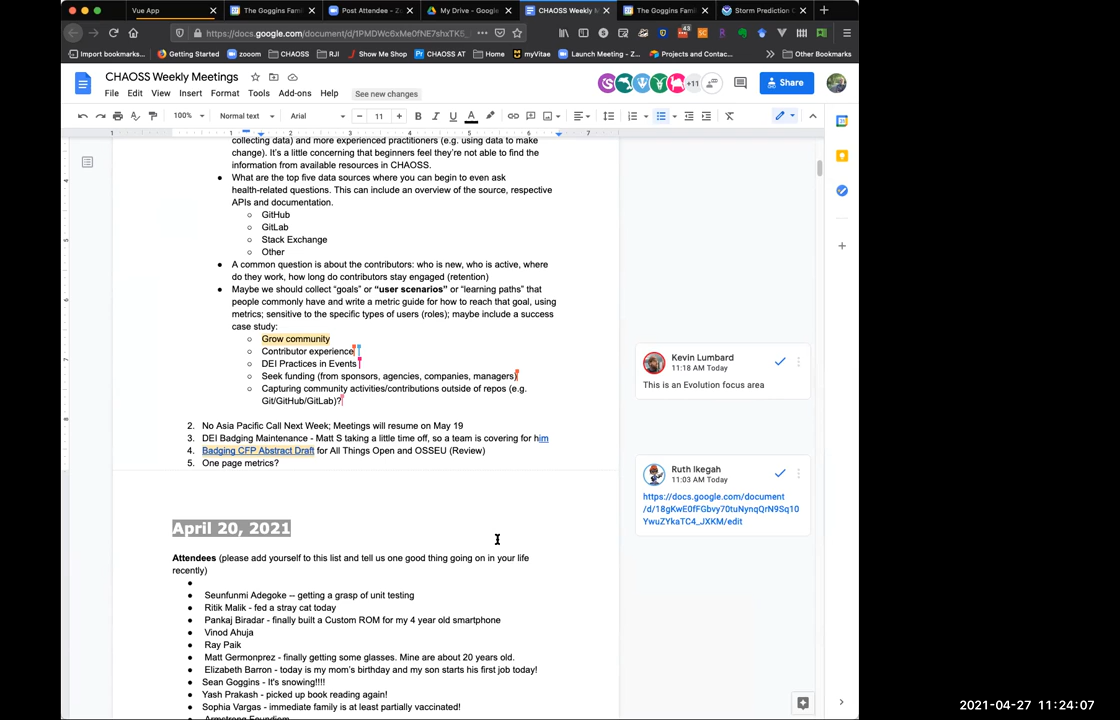 Vue App
The Goggins Fami
Post Attendee - Zo
My Drive - Google
CHAOSS Weekly M
The Goggins Fam
Storm Prediction C
https://docs.google.com/document/d/1PMDWc6xMe0fNE7shxTK5_
43
Import bookmarks...
Getting Started
CHAOSS
RJI
Show Me Shop
CHAOSS AT
Home
myVitae
Launch Meeting - Z...
Projects and Contac...
Other Bookmarks
CHAOSS Weekly Meetings
File Edit View Insert Format Tools Add-ons Help
See new changes
+11
Share
100%
Normal text
Arial
11
collecting data) and more experienced practitioners (e.g. using data to make
change). It's a little concerning that beginners feel they're not able to find the
information from available resources in CHAOSS.
What are the top five data sources where you can begin to even ask
health-related questions. This can include an overview of the source, respective
APIs and documentation.
GitHub
GitLab
Stack Exchange
Other
A common question is about the contributors: who is new, who is active, where
do they work, how long do contributors stay engaged (retention)
Maybe we should collect "goals" or "user scenarios" or "learning paths" that
people commonly have and write a metric guide for how to reach that goal, using
metrics; sensitive to the specific types of users (roles); maybe include a success
case study:
Grow community
Contributor experience
DEI Practices in Events
Seek funding (from sponsors, agencies, companies, managers)
Capturing community activities/contributions outside of repos (e.g.
Git/GitHub/GitLab)?
2. No Asia Pacific Call Next Week; Meetings will resume on May 19
3. DEI Badging Maintenance - Matt S taking a little time off, so a team is covering for him
4. Badging CFP Abstract Draft for All Things Open and OSSEU (Review)
5. One page metrics?
Kevin Lumbard
11:18 AM Today
This is an Evolution focus area
Ruth Ikegah
11:03 AM Today
https://docs.google.com/document
/d/18gKwE0fFGbvy70tuNynqQrN9Sq10
YwuZYkaTC4_JXKM/edit
April 20, 2021
Attendees (please add yourself to this list and tell us one good thing going on in your life
recently)
Seunfunmi Adegoke -- getting a grasp of unit testing
Ritik Malik - fed a stray cat today
Pankaj Biradar - finally built a Custom ROM for my 4 year old smartphone
Vinod Ahuja
Ray Paik
Matt Germonprez - finally getting some glasses. Mine are about 20 years old.
Elizabeth Barron - today is my mom's birthday and my son starts his first job today!
Sean Goggins - It's snowing!!!!
Yash Prakash - picked up book reading again!
Sophia Vargas - immediate family is at least partially vaccinated!
Armstrong Foundjem
2021-04-27 11:24:07